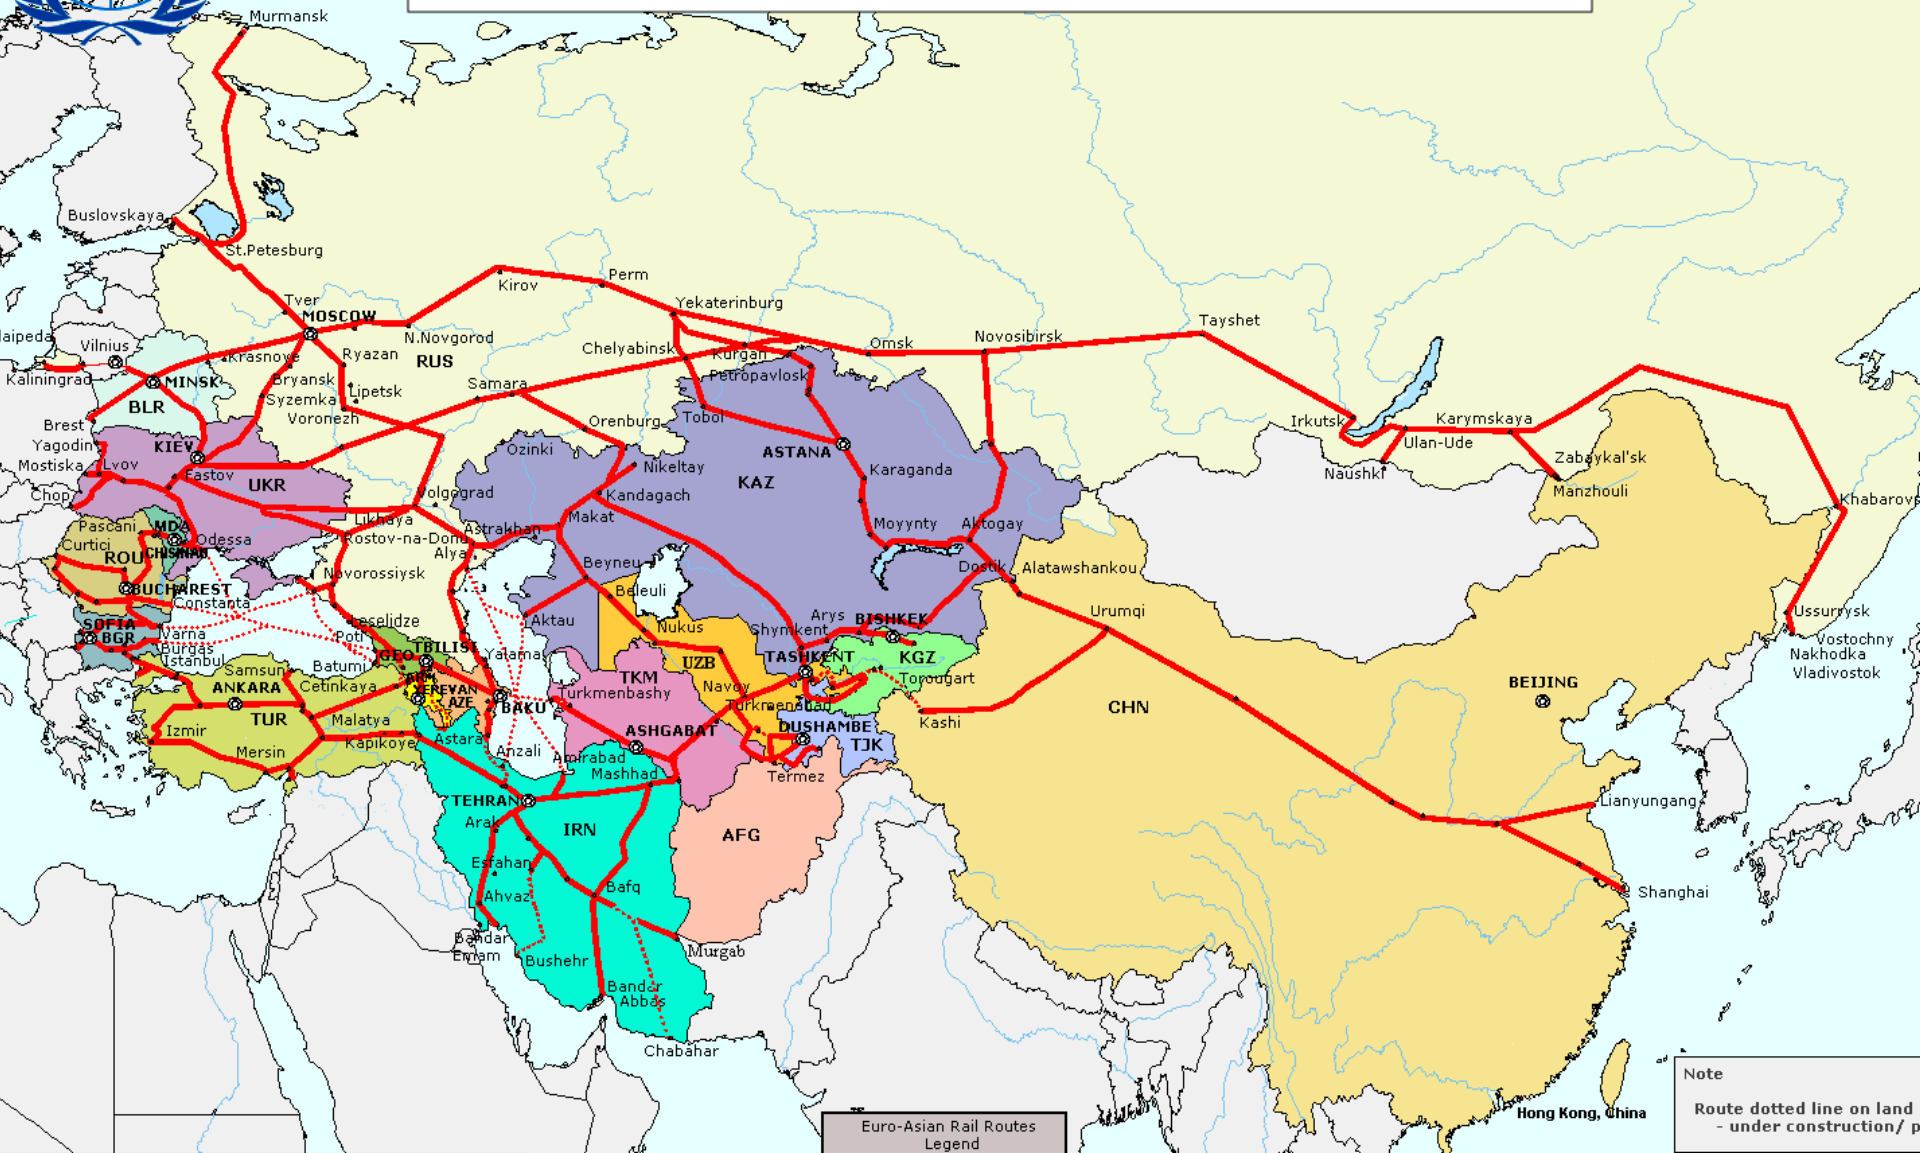 Murmansk
Buslovskaya
St.Petesburg
Kirov
Perm
Tver
MOSCOW
Yekaterinburg
Tayshet
N.Novgorod
Novosibirsk
Omsk
aipeda
Vilnius
Krasnoye
Ryazan
RUS
Chelyabinsk
Kurgan
Kaliningrad
MINSK
Bryansk
Lipetsk
Samara
Petropavlosk
BLR
Syzemka
Voronezh
Orenburg
Tobol
Irkutsk
Karymskaya
Brest
Yagodin
KIEV
Ozinki
ASTANA
Ulan-Ude
Mostiska
Lvov
Fastov
Nikeltay
Karaganda
Naushki
Zabaykal'sk
Chop
UKR
Volgograd
Kandagach
KAZ
Manzhouli
Khabarovs
Pascani
MDA
Likhaya
Astrakhan
Makat
Moyynty
Aktogay
Curtici
ROU
CHISINAU
Odessa
Rostov-na-Donu
Alya
Novorossiysk
Beyneu
Dostik
Alatawshankou
BUCHAREST
Constanta
Beleuli
Urumqi
SOFIA
BGR
Varna
Burgas
Leselidze
Poti
Aktau
Nukus
Arys
BISHKEK
Shymkent
Ussuriysk
Istanbul
Samsun
Batumi
GEO
TBILISI
Yalama
UZB
TASHKENT
KGZ
Vostochny
Nakhodka
Vladivostok
ANKARA
Cetinkaya
ARM
YEREVAN
AZE
TKM
Turkmenbashy
Navoy
Torougart
BEIJING
TUR
Malatya
BAKU
Turkmenabad
Kashi
CHN
Izmir
Kapikoye
Astara
ASHGABAT
DUSHAMBE
TJK
Mersin
Anzali
Amirabad
Mashhad
Termez
TEHRAN
Lianyungang
Arak
IRN
AFG
Esfahan
Bafq
Shanghai
Ahvaz
Bandar
Emam
Bushehr
Murgab
Bandar
Abbas
Chabahar
Note
Route dotted line on land
- under construction/ p
Hong Kong, China
Euro-Asian Rail Routes
Legend